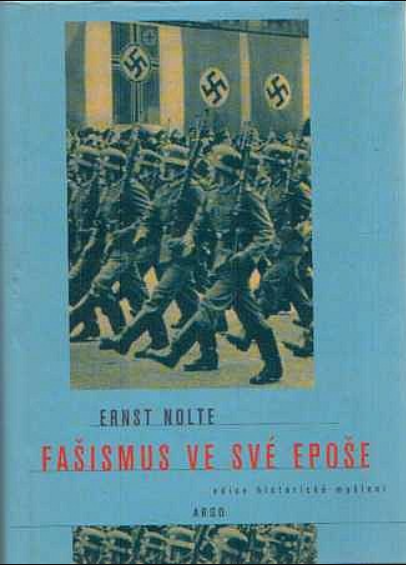 ERNST NOLTE
FAŠISMUS VE SVÉ EPOŠE
edice historické myšlení
ARGO